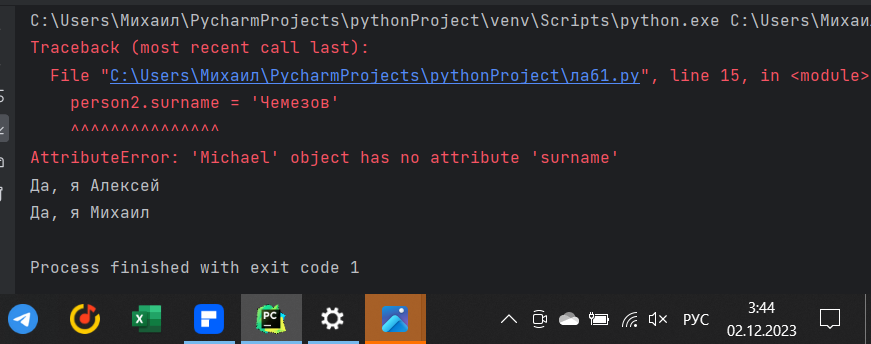 C:\Users\Михаил\PycharmProjects\pythonProject\venv\Scripts\python.exe C:\Users\Михаил
Traceback (most recent call last):
File "C:\Users\Михаил\PycharmProjects\pythonProject\ла61.py", line 15, in <module>
person2.surname = 'Чемезов'
^^^^^^^^^^^^^^^
AttributeError: 'Michael' object has no attribute 'surname'
Да, я Алексей
Да, я Михаил
Process finished with exit code 1
PC
РУС
3:44
02.12.2023